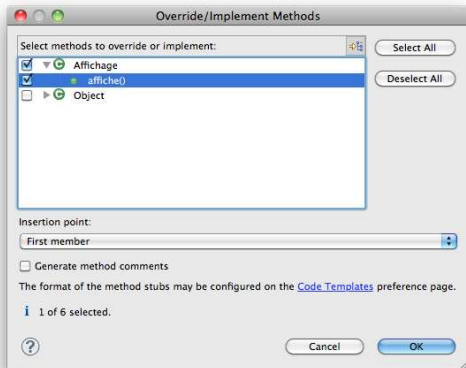 Override/Implement Methods
Select methods to override or implement:
Select All
Affichage
affiche()
Deselect All
Object
Insertion point:
First member
Generate method comments
The format of the method stubs may be configured on the Code Templates preference page.
i 1 of 6 selected.
?
Cancel
OK